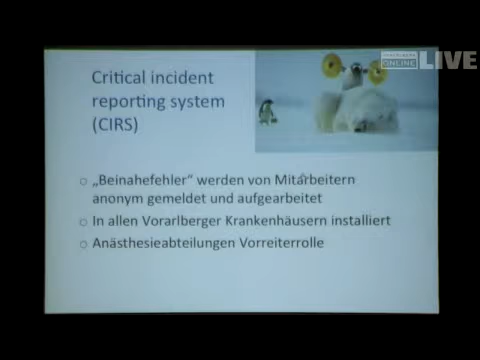 ONLINE LIVE
Critical incident
reporting system
(CIRS)
„Beinahefehler“ werden von Mitarbeitern
anonym gemeldet und aufgearbeitet
In allen Vorarlberger Krankenhäusern installiert
Anästhesieabteilungen Vorreiterrolle